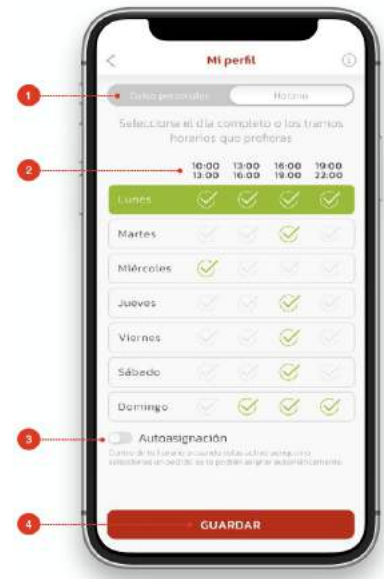 Mi perfil
1
Datos personales Horario
Selecciona el día completo o los tramos
horarios que prefieras
2
10:00 13:00 16:00 19:00
13:00 16:00 19:00 22:00
Lunes
Martes
Miércoles
Jueves
Viernes
Sábado
Domingo
3
Autoasignación
4
GUARDAR